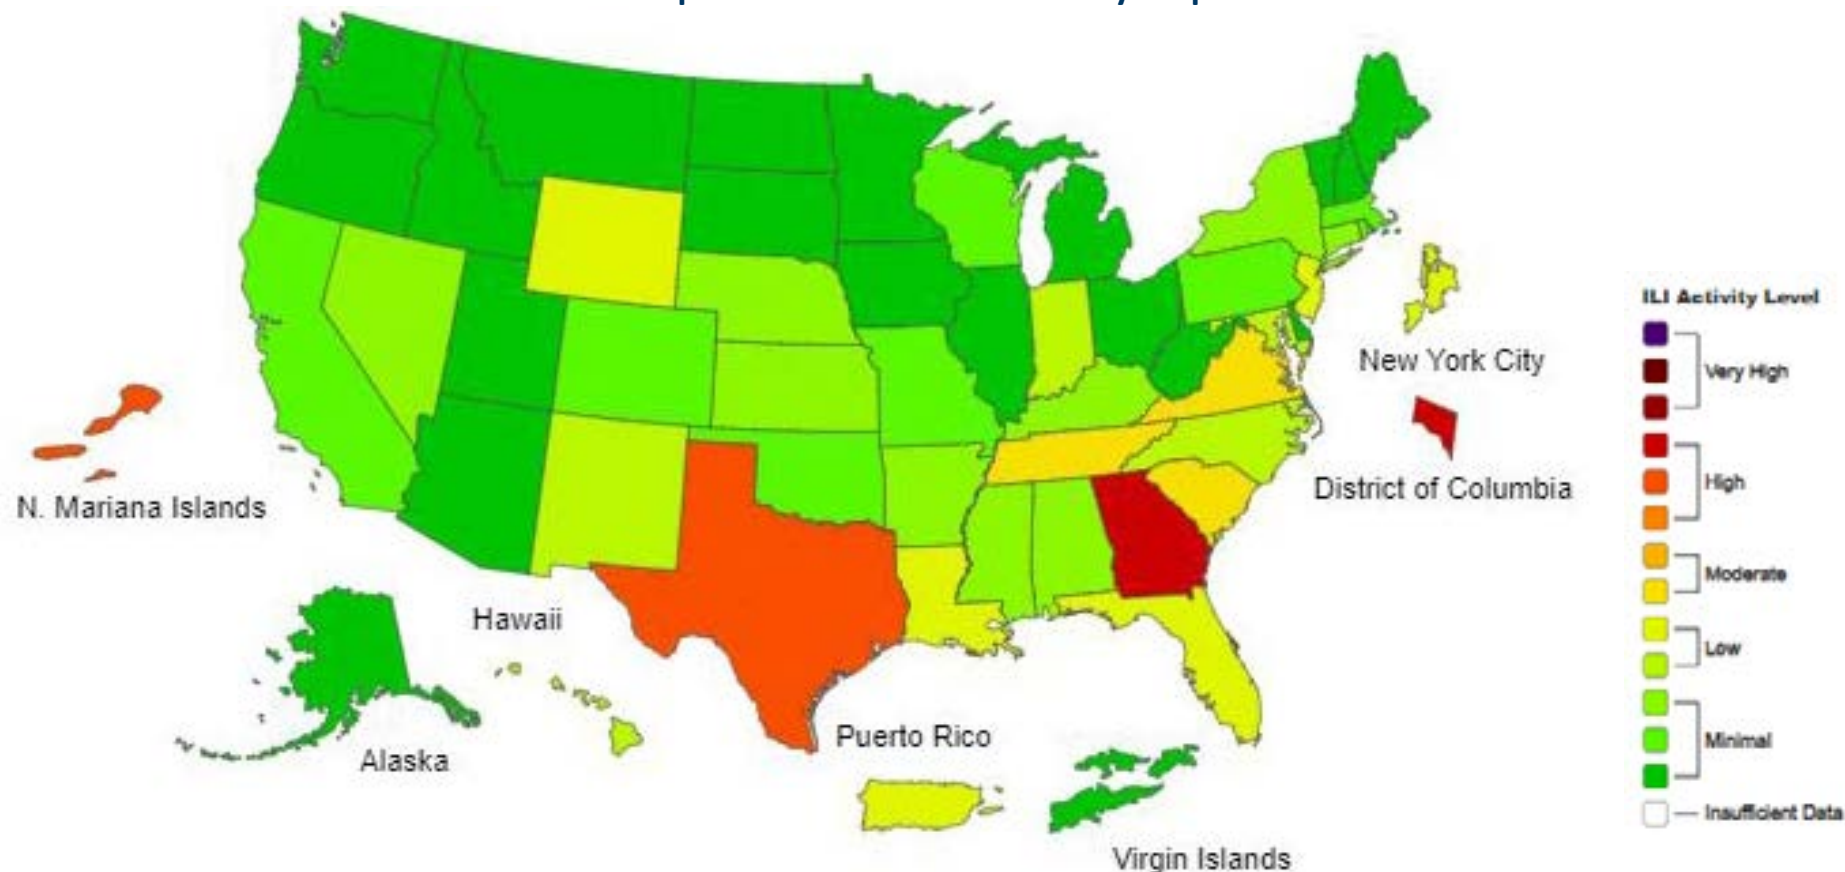 New York City
District of Columbia
N. Mariana Islands
Hawaii
Alaska
Puerto Rico
Virgin Islands
ILI Activity Level
Very High
High
Moderate
Low
Minimal
Insufficient Data